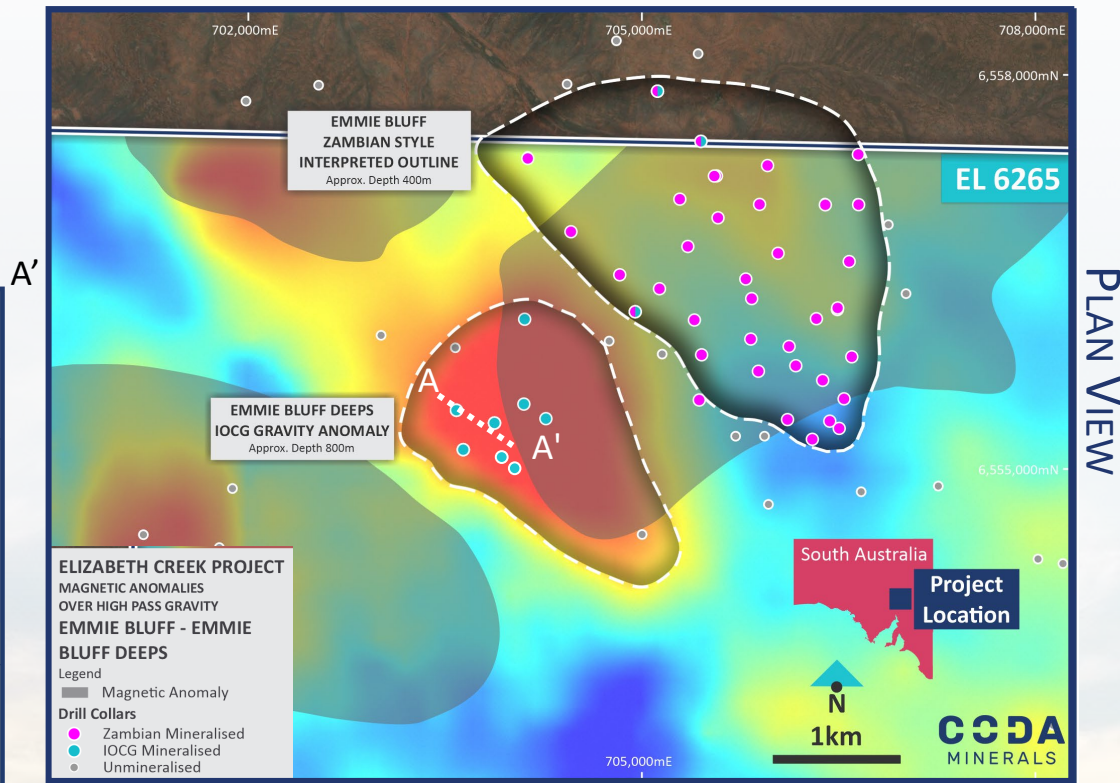 702,000mE
705,000mE
708,000mE
6,558,000mN
EMMIE BLUFF
ZAMBIAN STYLE
INTERPRETED OUTLINE
Approx. Depth 400m
EL 6265
A'
PLAN VIEW
A
EMMIE BLUFF DEEPS
IOCG GRAVITY ANOMALY
Approx. Depth 800m
A'
6,555,000mN
South Australia
Project
Location
ELIZABETH CREEK PROJECT
MAGNETIC ANOMALIES
OVER HIGH PASS GRAVITY
EMMIE BLUFF - EMMIE
BLUFF DEEPS
Legend
Magnetic Anomaly
Drill Collars
Zambian Mineralised
IOCG Mineralised
Unmineralised
N
1km
705,000mE
CODA
MINERALS